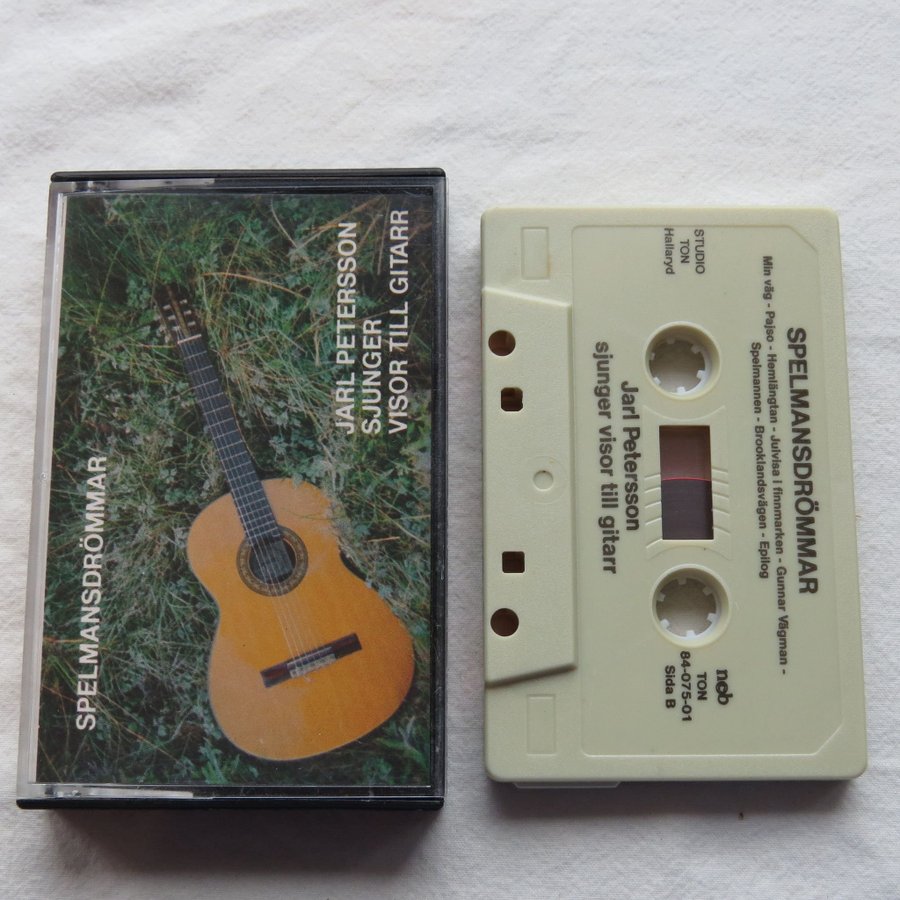 SPELMANSDRÖMMAR
JARL PETERSSON
SJUNGER
VISOR TILL GITARR
SPELMANSDRÖMMAR
Min väg - Pajso - Hemlängtan - Julvisa i finnmarken - Gunnar Vägman -
Spelmannen - Brooklandsvägen - Epilog
STUDIO
TON
Hallaryd
neb
TON
84-075-01
Sida B
Jarl Petersson
sjunger visor till gitarr